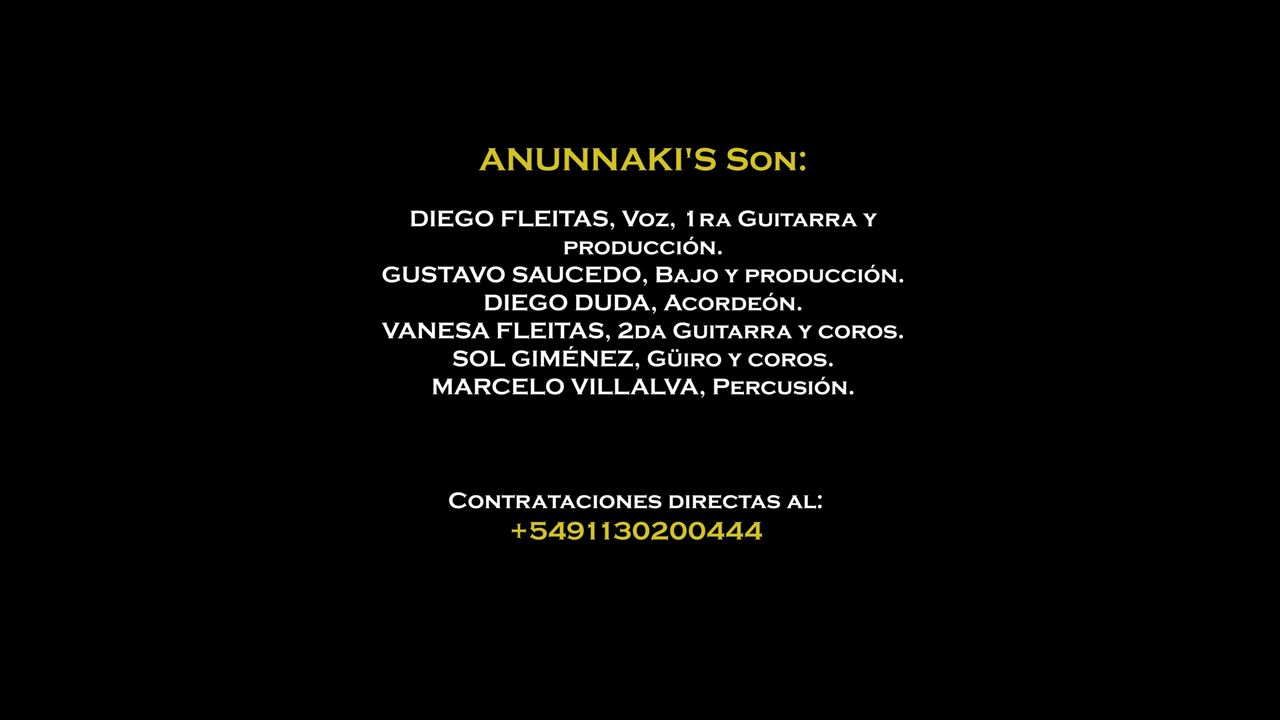 ANUNNAKI'S Son:
DIEGO FLEITAS, Voz, 1ra Guitarra y
producción.
GUSTAVO SAUCEDO, Bajo y producción.
DIEGO DUDA, Acordeón.
VANESA FLEITAS, 2da Guitarra y coros.
SOL GIMÉNEZ, Güiro y coros.
MARCELO VILLALVA, Percusión.
Contrataciones directas al:
+5491130200444